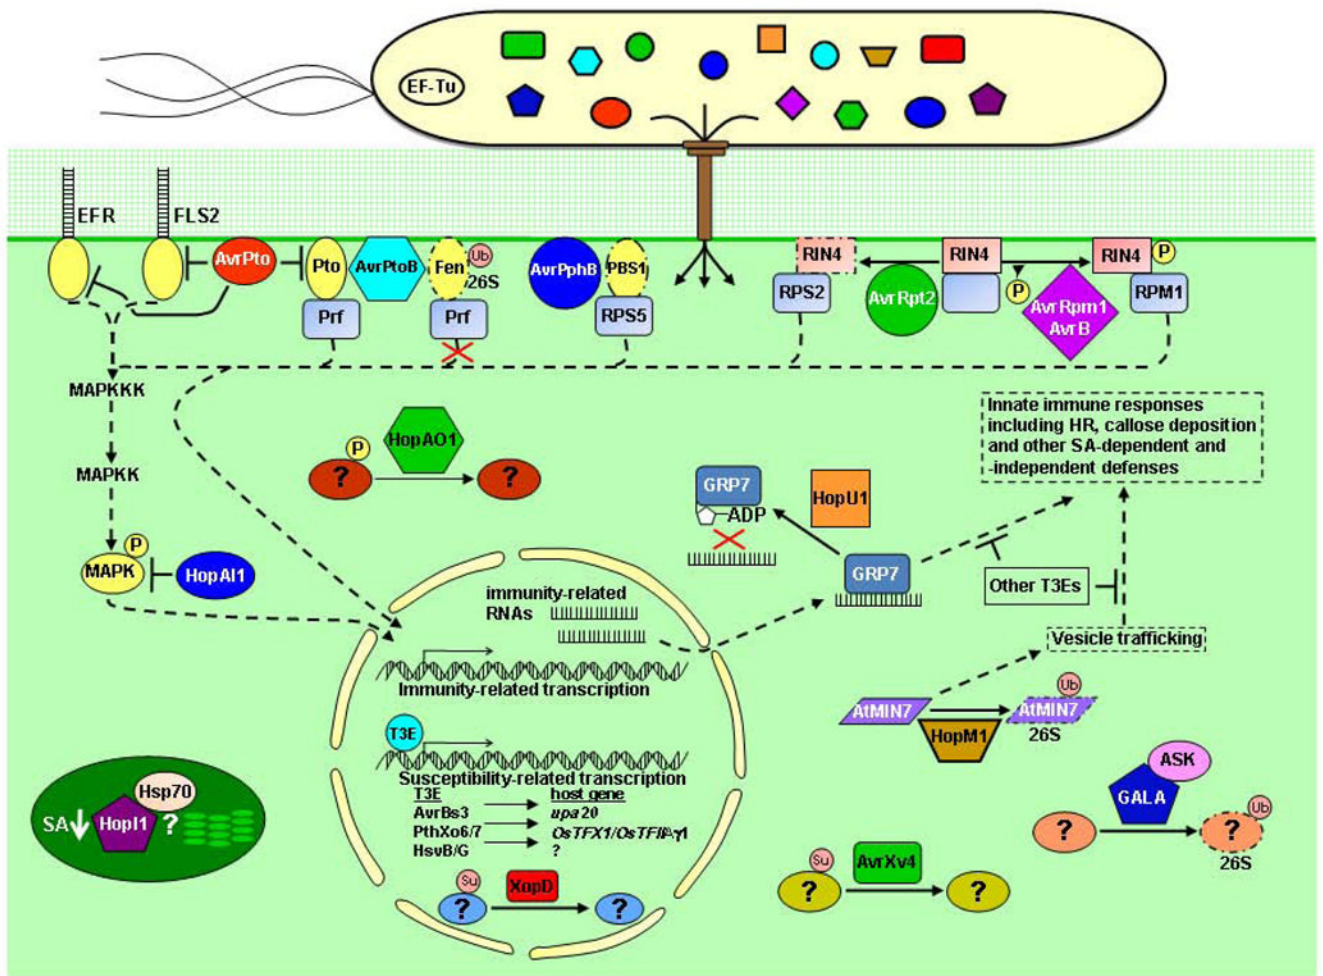 EF-Tu
EFR
FLS2
AvrPto
Pto
AvrPtoB
Fen
Ub
26S
AvrPphB
PBS1
RIN4
RIN4
RIN4
P
Prf
Prf
RPS5
RPS2
AvrRpt2
P
AvrRpm1
AvrB
RPM1
MAPKKK
MAPKK
P
MAPK
HopAI1
P
HopAO1
?
?
Innate immune responses
including HR, callose deposition
and other SA-dependent and
-independent defenses
GRP7
ADP
HopU1
GRP7
Other T3Es
Vesicle trafficking
immunity-related
RNAs
Immunity-related transcription
T3E
Susceptibility-related transcription
T3E host gene
AvrBs3 upa20
PthXo6/7 OsTFX1/OsTFIIAγ1
HsvB/G ?
Su
? XopD ?
AtMIN7
HopM1
Ub
AtMIN7
26S
ASK
GALA
?
Ub
?
26S
Su
? AvrXv4 ?
Hsp70
SA HopI1 ?